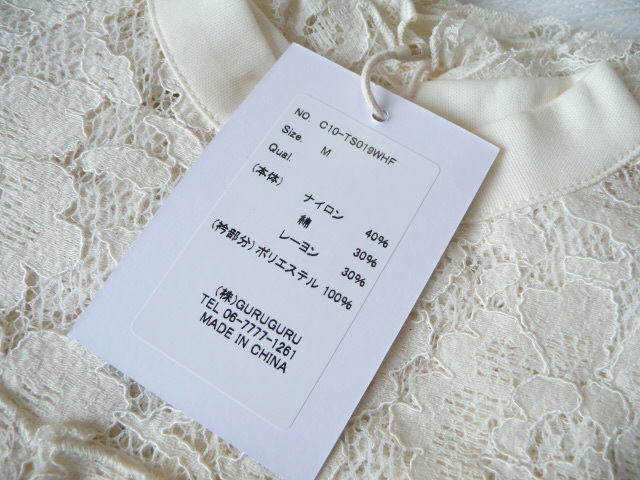 NO. C10-TS019WHF
Size. M
Qual.
(本体)
ナイロン 40%
綿 30%
レーヨン 30%
(衿部分) ポリエステル 100%
(株)GURUGURU
TEL 06-7777-1261
MADE IN CHINA